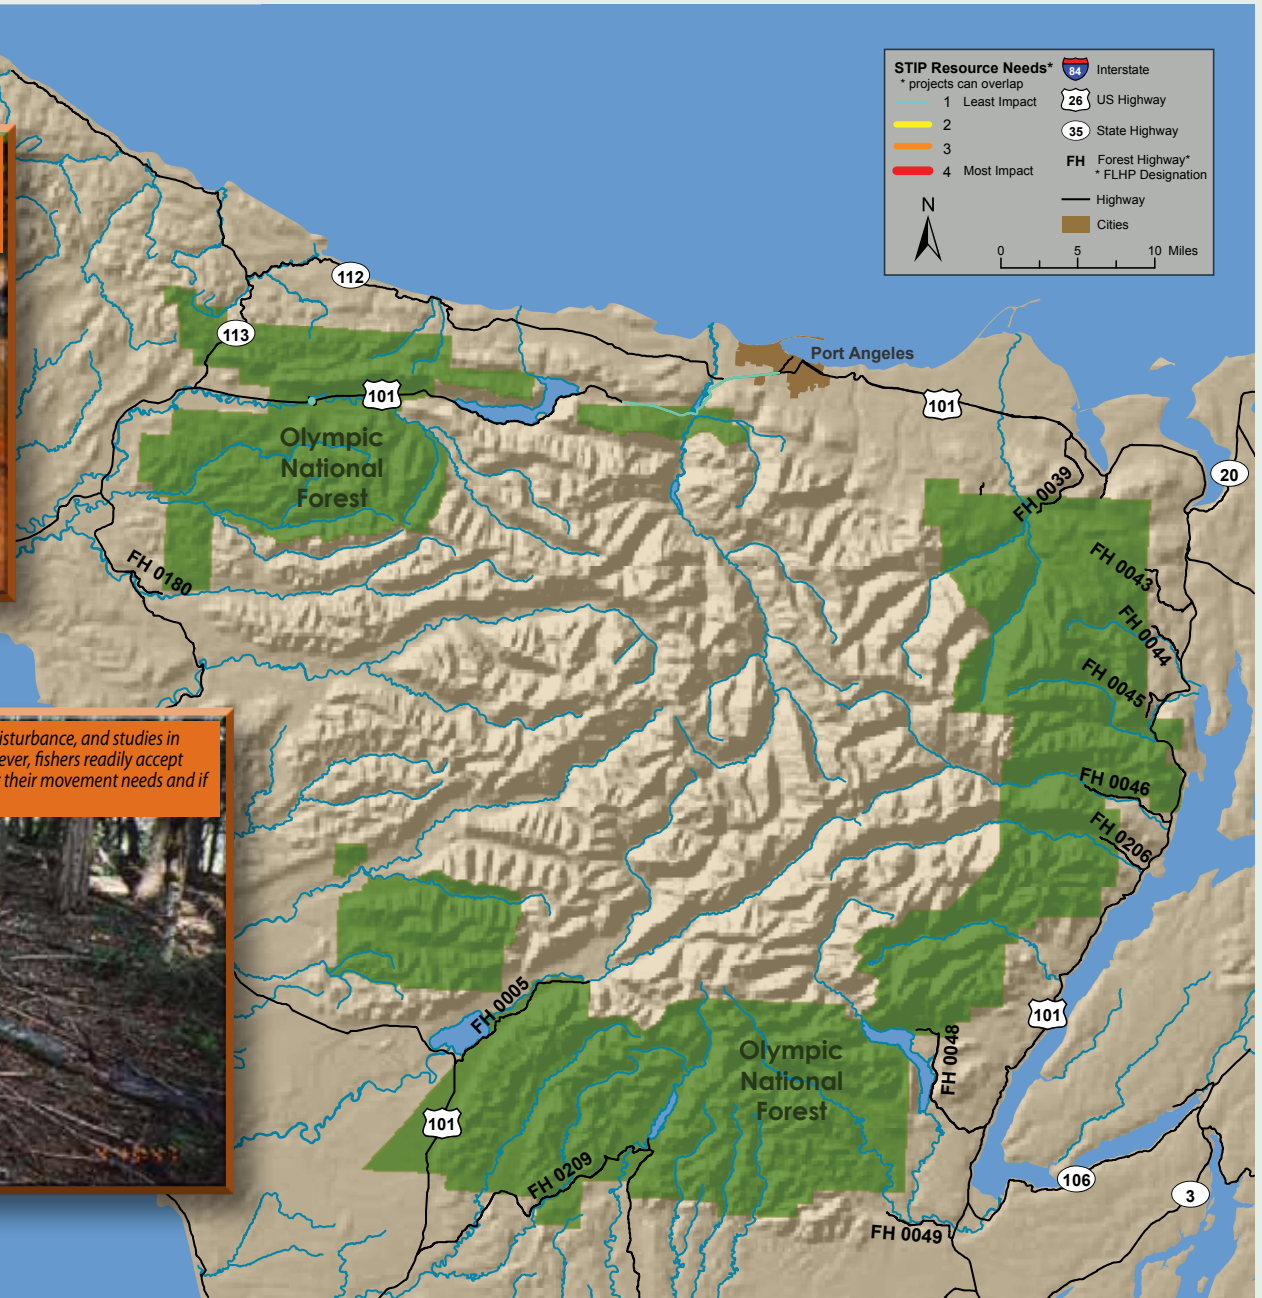 STIP Resource Needs*
* projects can overlap
1 Least Impact
2
3
4 Most Impact
N
84 Interstate
26 US Highway
35 State Highway
FH Forest Highway*
* FLHP Designation
Highway
Cities
0 5 10 Miles
112
113
101
Port Angeles
101
20
Olympic
National
Forest
FH 0039
FH 0180
FH 0043
FH 0044
FH 0045
FH 0046
FH 0206
isturbance, and studies in
ever, fishers readily accept
their movement needs and if
FH 0005
101
FH 0048
Olympic
National
Forest
101
FH 0209
106
3
FH 0049